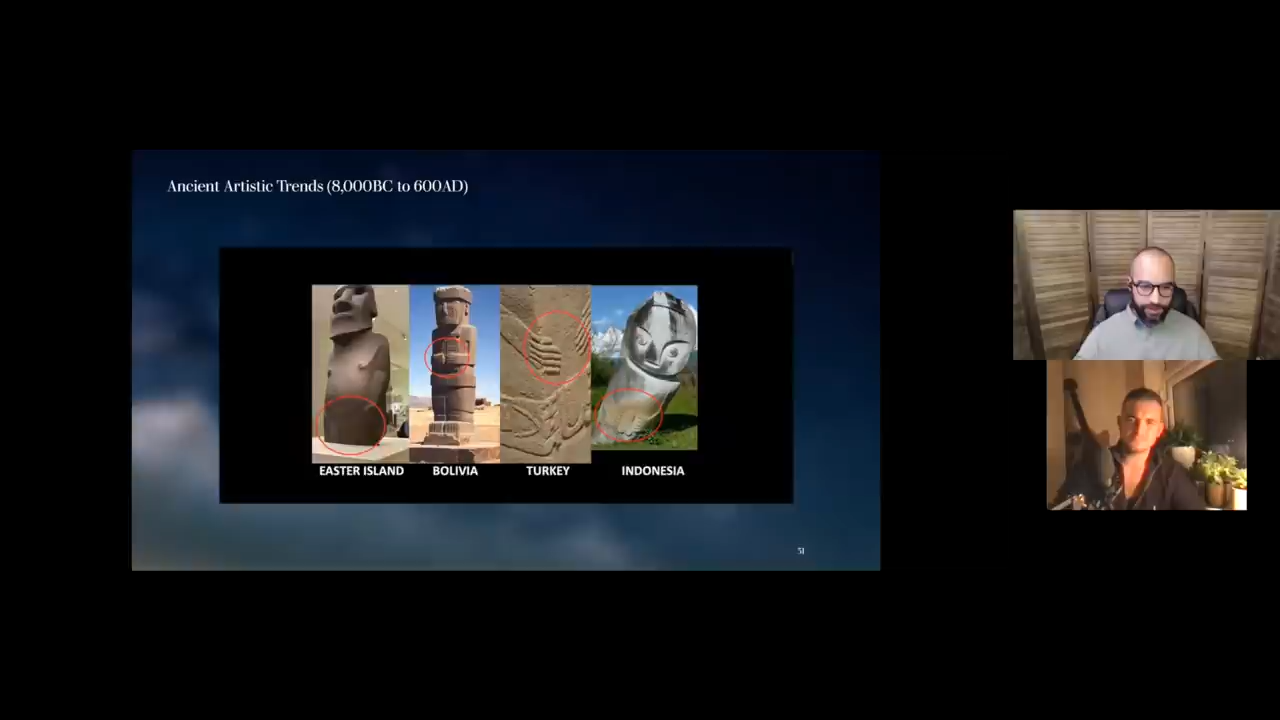 Ancient Artistic Trends (8,000BC to 600AD)
EASTER ISLAND BOLIVIA TURKEY INDONESIA
51